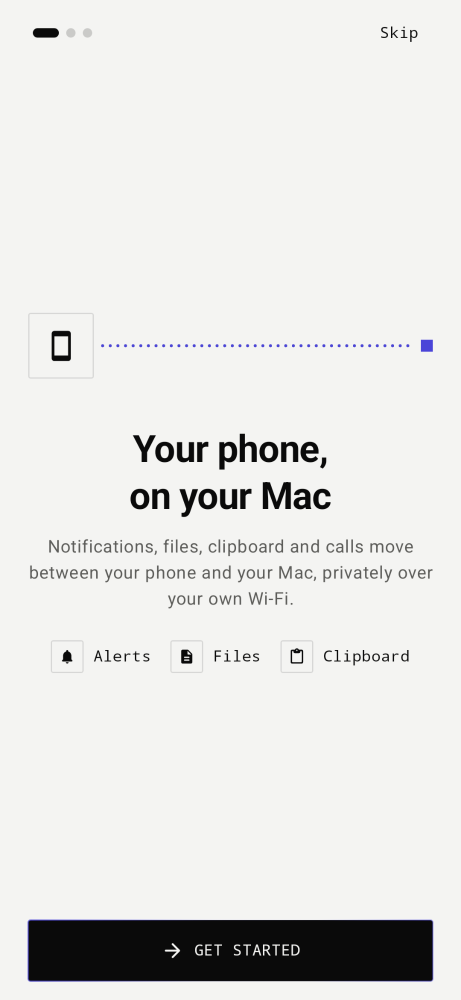 Skip
Your phone,
on your Mac
Notifications, files, clipboard and calls move
between your phone and your Mac, privately over
your own Wi-Fi.
Alerts Files Clipboard
GET STARTED